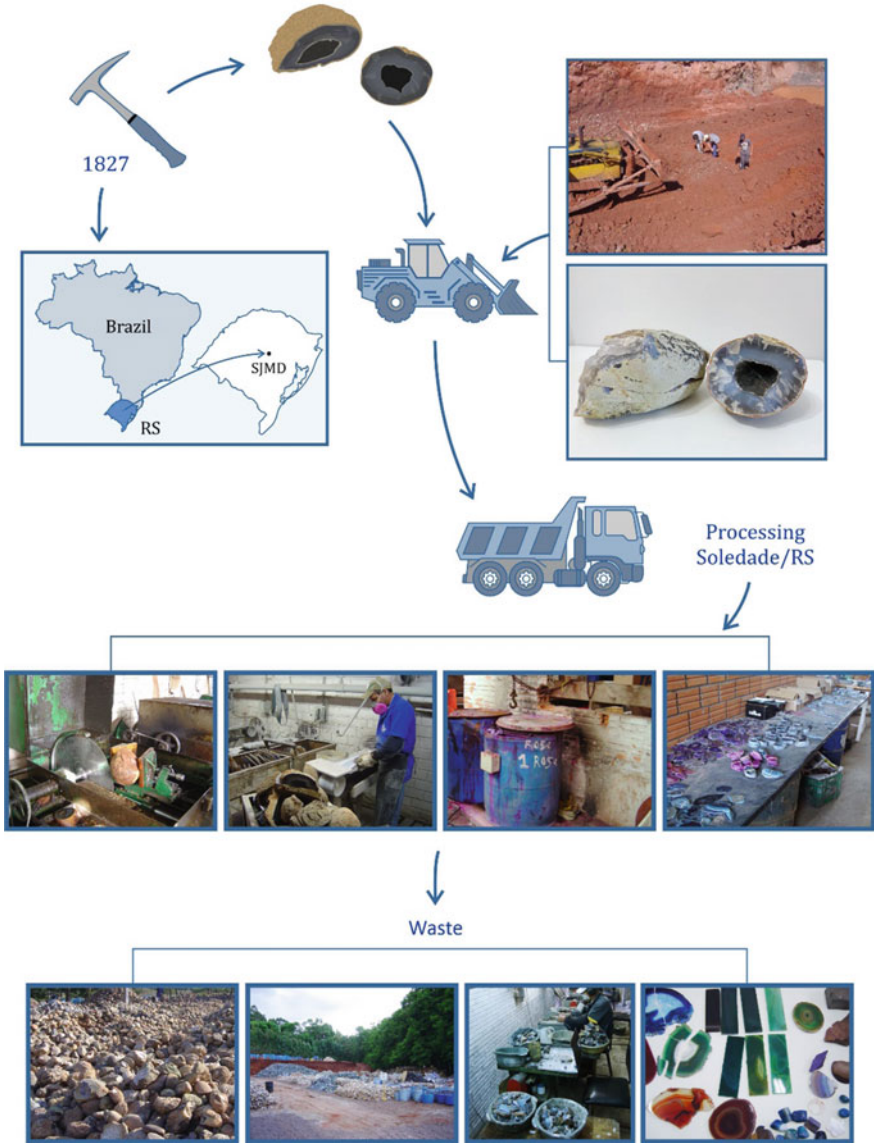 1827
Brazil
SJMD
RS
Processing
Soledade/RS
Rose
1 Rose
Waste